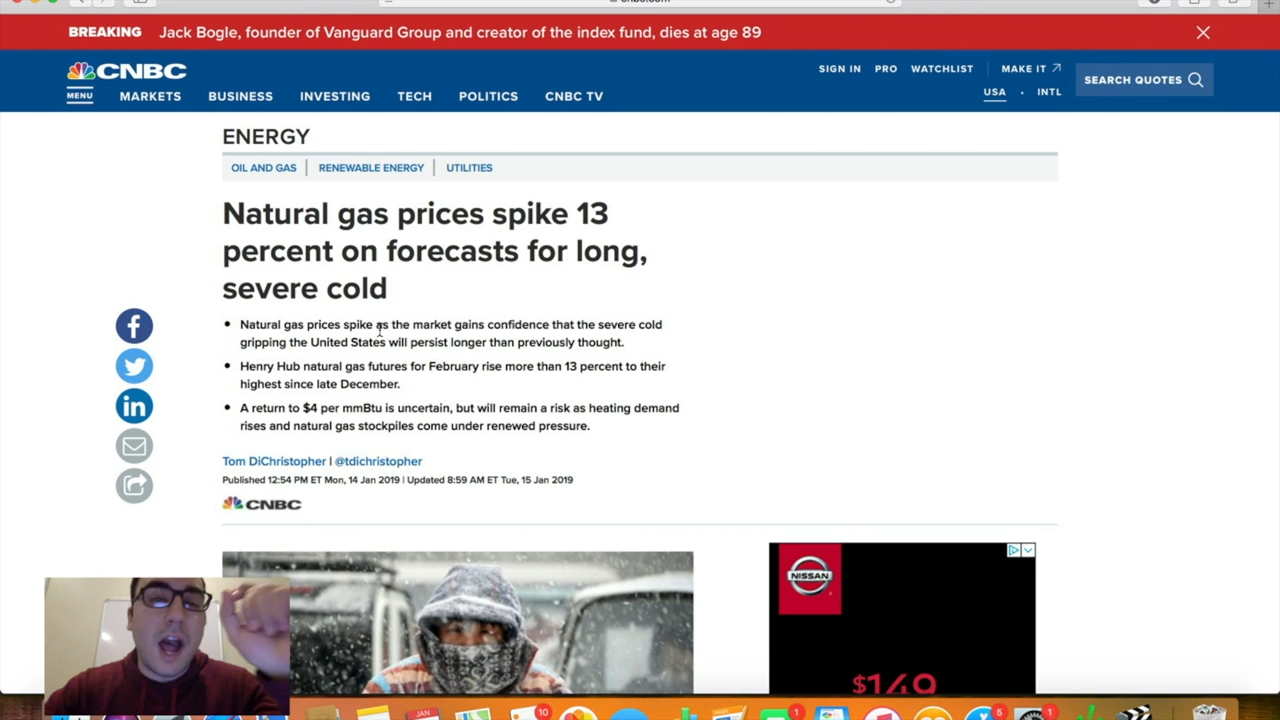 BREAKING Jack Bogle, founder of Vanguard Group and creator of the index fund, dies at age 89
CNBC
SIGN IN PRO WATCHLIST MAKE IT
SEARCH QUOTES
USA · INTL
MENU MARKETS BUSINESS INVESTING TECH POLITICS CNBC TV
ENERGY
OIL AND GAS RENEWABLE ENERGY UTILITIES
Natural gas prices spike 13
percent on forecasts for long,
severe cold
• Natural gas prices spike as the market gains confidence that the severe cold
gripping the United States will persist longer than previously thought.
• Henry Hub natural gas futures for February rise more than 13 percent to their
highest since late December.
• A return to $4 per mmBtu is uncertain, but will remain a risk as heating demand
rises and natural gas stockpiles come under renewed pressure.
Tom DiChristopher | @tdichristopher
Published 12:54 PM ET Mon, 14 Jan 2019 | Updated 8:59 AM ET Tue, 15 Jan 2019
CNBC
NISSAN
$149
JAN
10
1
5
1